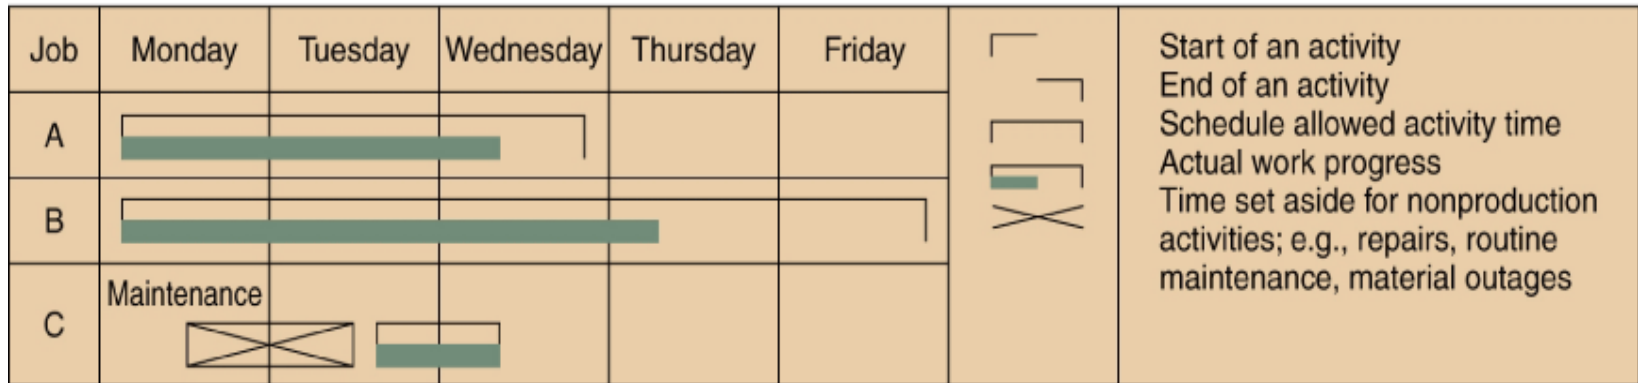 Job Monday Tuesday Wednesday Thursday Friday
A
B
C
Maintenance
Start of an activity
End of an activity
Schedule allowed activity time
Actual work progress
Time set aside for nonproduction
activities; e.g., repairs, routine
maintenance, material outages